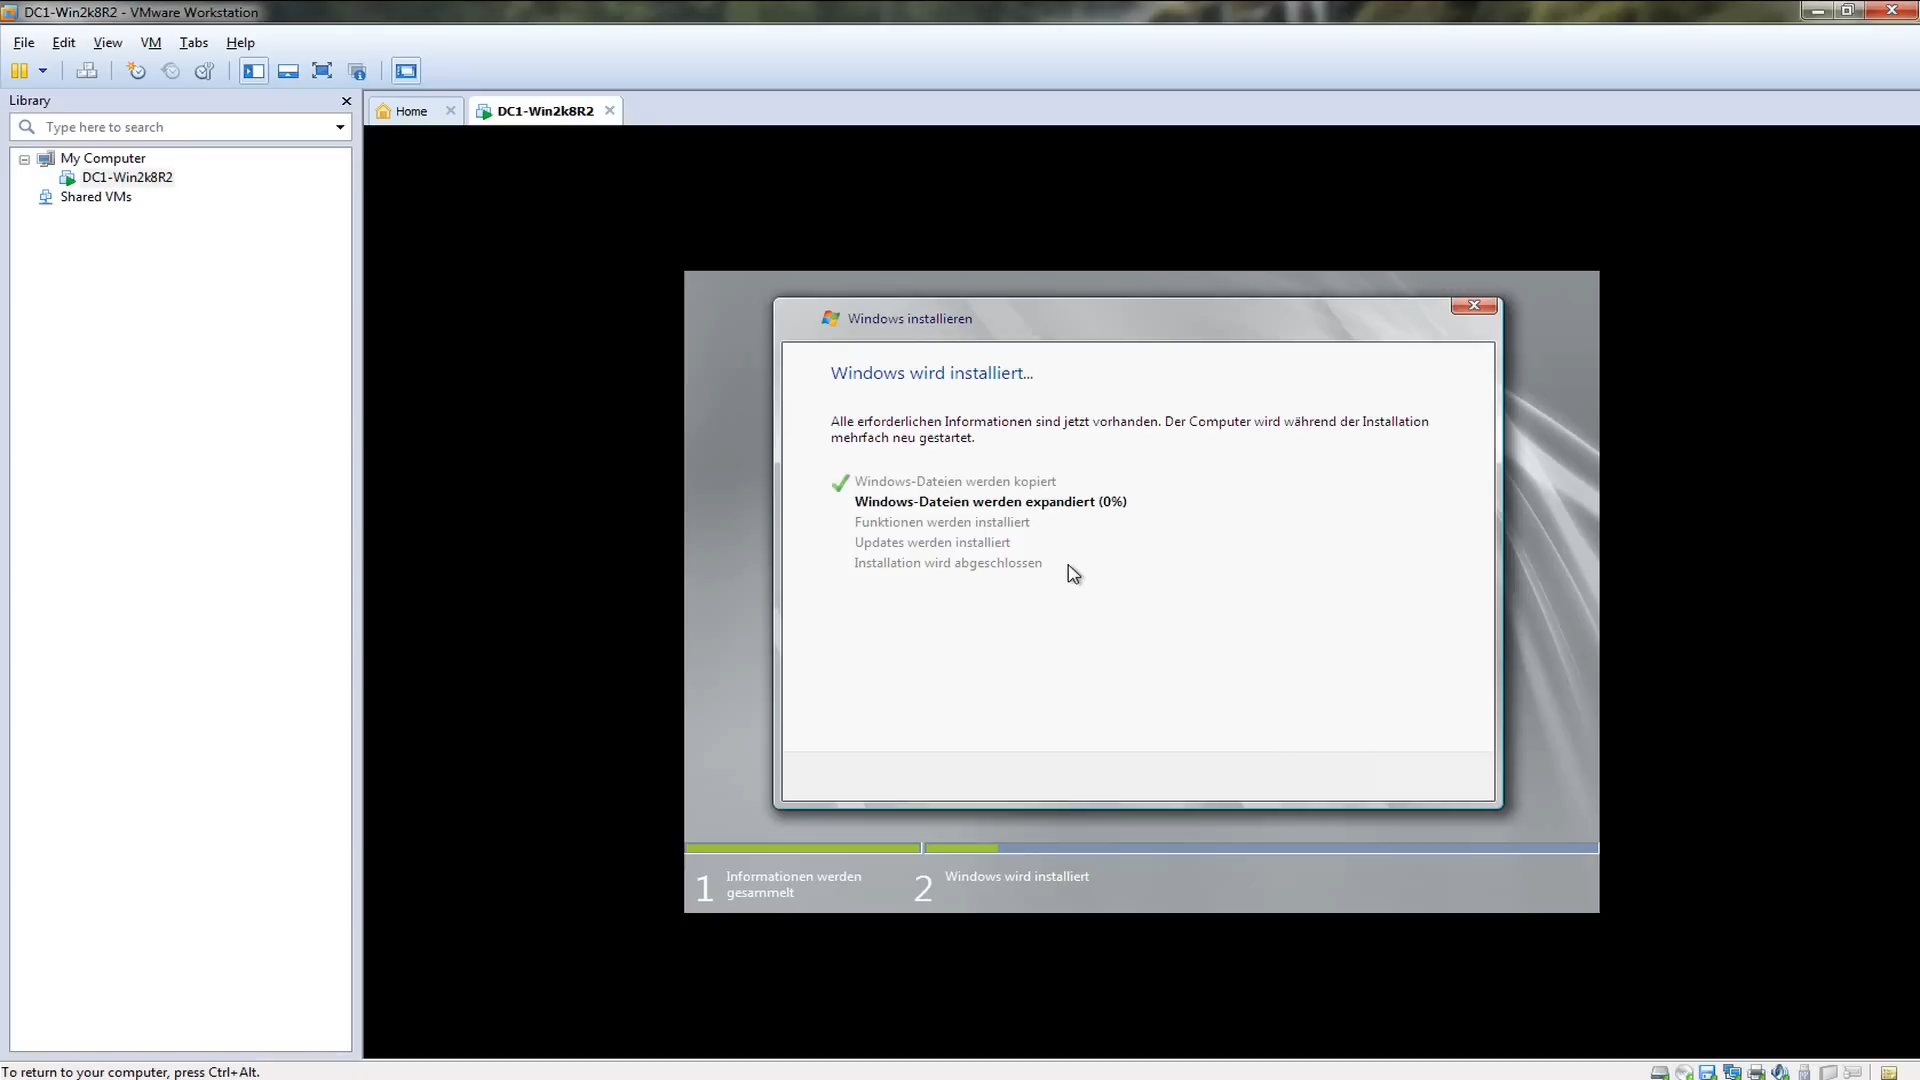 DC1-Win2k8R2 - VMware Workstation
File Edit View VM Tabs Help
Library
Type here to search
My Computer
DC1-Win2k8R2
Shared VMs
Home
DC1-Win2k8R2
Windows installieren
Windows wird installiert...
Alle erforderlichen Informationen sind jetzt vorhanden. Der Computer wird während der Installation
mehrfach neu gestartet.
Windows-Dateien werden kopiert
Windows-Dateien werden expandiert (0%)
Funktionen werden installiert
Updates werden installiert
Installation wird abgeschlossen
1 Informationen werden
gesammelt
2 Windows wird installiert
To return to your computer, press Ctrl+Alt.